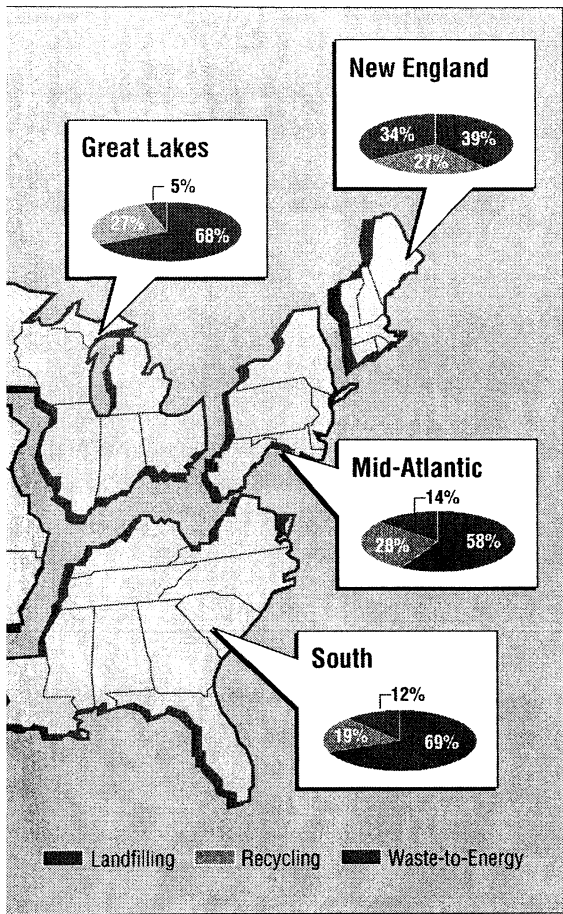 New England
34%
39%
27%
Great Lakes
5%
27%
68%
Mid-Atlantic
14%
28%
58%
South
12%
19%
69%
Landfilling Recycling Waste-to-Energy